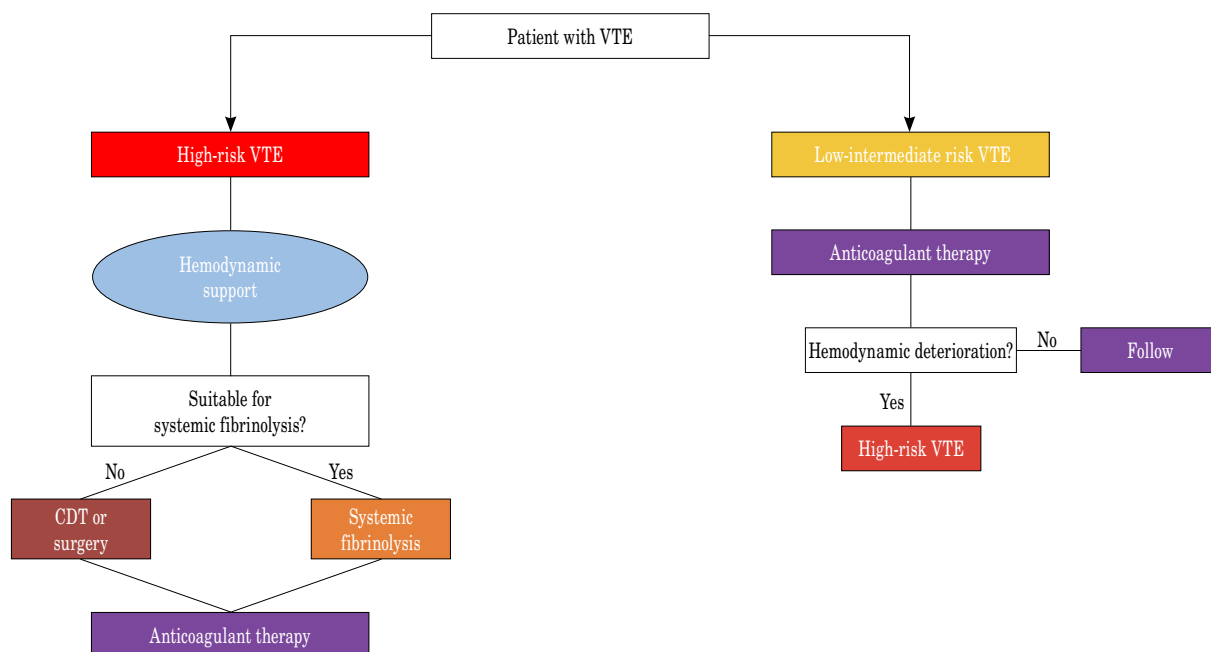 Patient with VTE
High-risk VTE
Low-intermediate risk VTE
Hemodynamic
support
Anticoagulant therapy
Hemodynamic deterioration?
No
Follow
Suitable for
systemic fibrinolysis?
Yes
High-risk VTE
No
Yes
CDT or
surgery
Systemic
fibrinolysis
Anticoagulant therapy